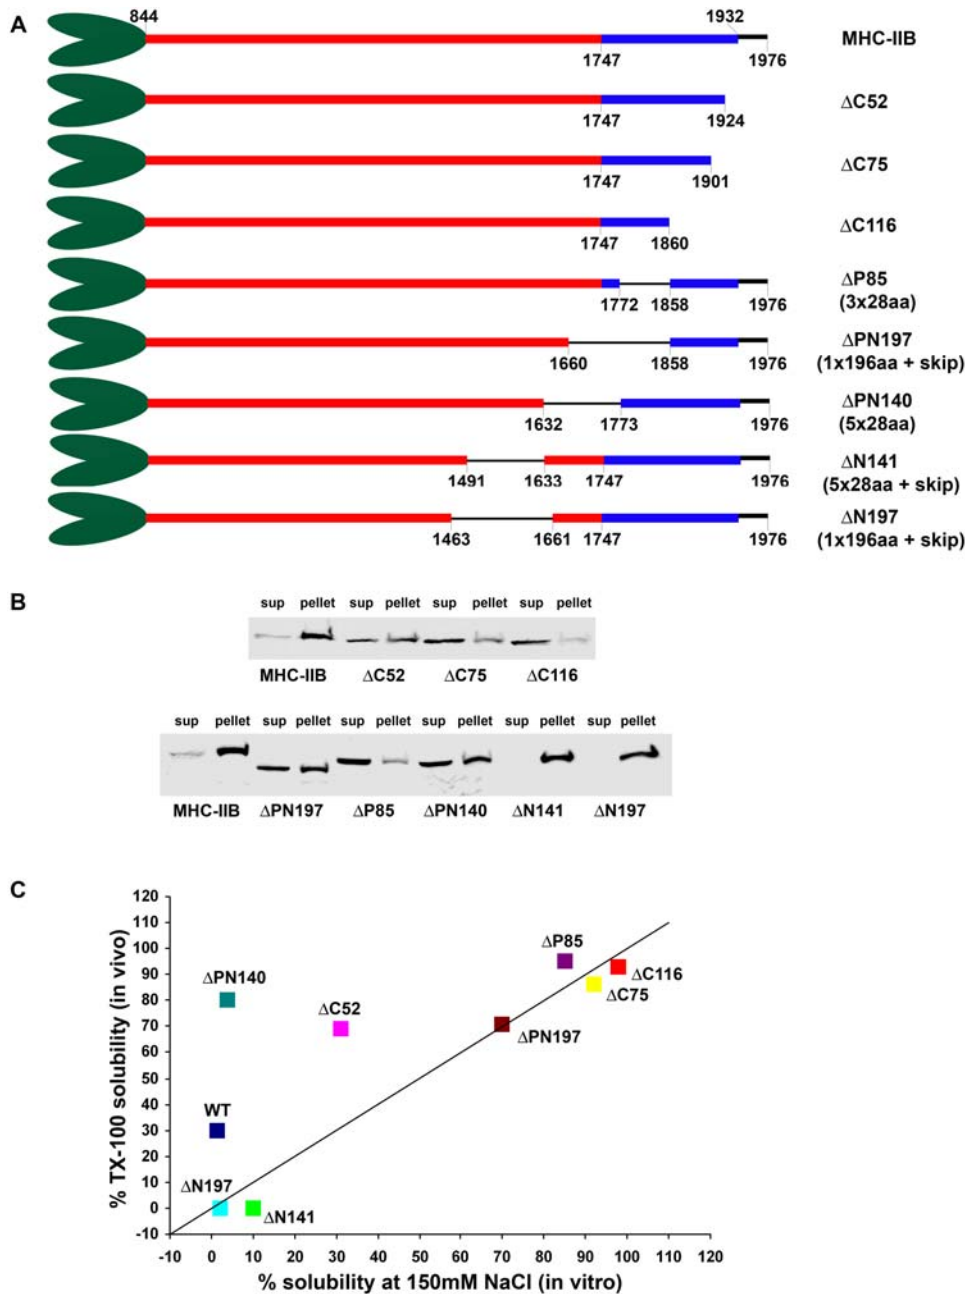 A
844
1932
1747
1976
MHC-IIB
1747
1924
ΔC52
1747
1901
ΔC75
1747
1860
ΔC116
1772
1858
1976
ΔP85
(3x28aa)
1660
1858
1976
ΔPN197
(1x196aa + skip)
1632
1773
1976
ΔPN140
(5x28aa)
1491
1633
1747
1976
ΔN141
(5x28aa + skip)
1463
1661
1747
1976
ΔN197
(1x196aa + skip)
B
sup pellet sup pellet sup pellet sup pellet
MHC-IIB ΔC52 ΔC75 ΔC116
sup pellet sup pellet sup pellet sup pellet sup pellet sup pellet
MHC-IIB ΔPN197 ΔP85 ΔPN140 ΔN141 ΔN197
C
% TX-100 solubility (in vivo)
120
110
100
90
80
70
60
50
40
30
20
10
0
-10
ΔP85
ΔC116
ΔC75
ΔPN140
ΔC52
ΔPN197
WT
ΔN197
ΔN141
-10 0 10 20 30 40 50 60 70 80 90 100 110 120
% solubility at 150mM NaCl (in vitro)